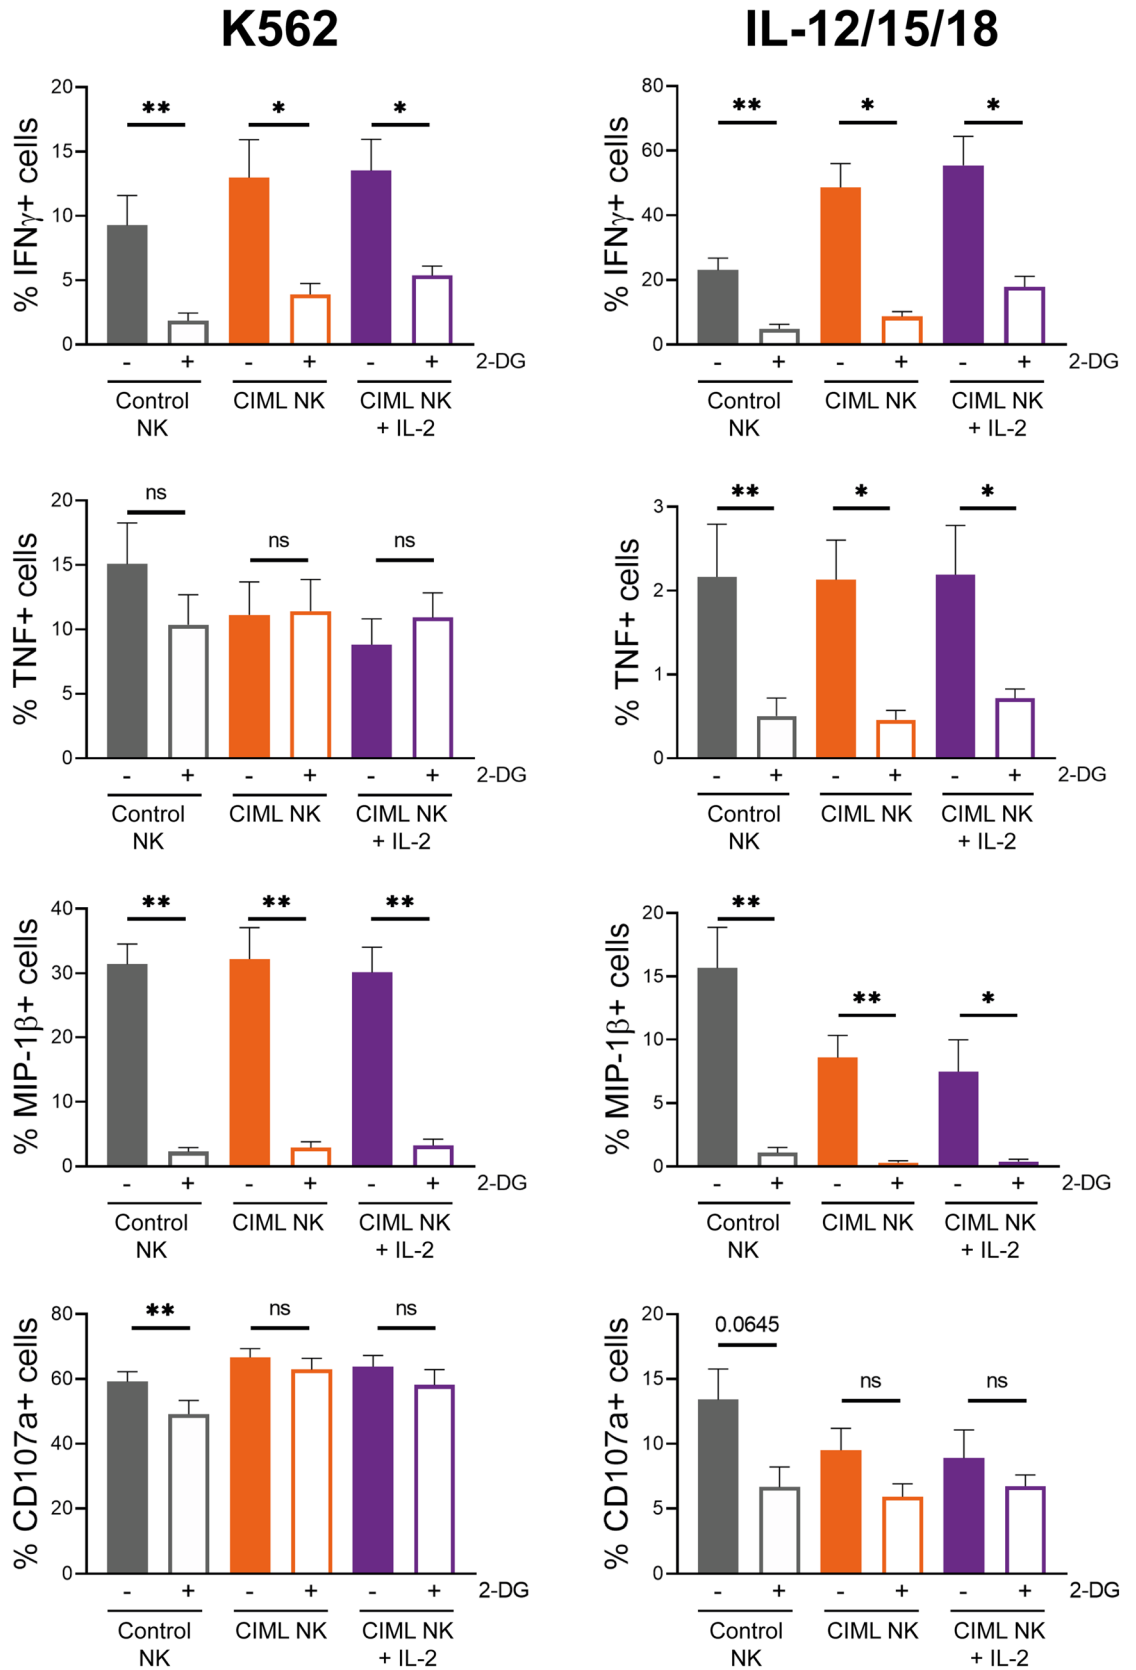 K562
IL-12/15/18
% IFNγ+ cells
20
15
10
5
0
**
*
*
- + - + - + 2-DG
Control
NK
CIML NK
CIML NK
+ IL-2
% IFNγ+ cells
80
60
40
20
0
**
*
*
- + - + - + 2-DG
Control
NK
CIML NK
CIML NK
+ IL-2
% TNF+ cells
20
15
10
5
0
ns
ns
ns
- + - + - + 2-DG
Control
NK
CIML NK
CIML NK
+ IL-2
% TNF+ cells
3
2
1
0
**
*
*
- + - + - + 2-DG
Control
NK
CIML NK
CIML NK
+ IL-2
% MIP-1β+ cells
40
30
20
10
0
**
**
**
- + - + - + 2-DG
Control
NK
CIML NK
CIML NK
+ IL-2
% MIP-1β+ cells
20
15
10
5
0
**
**
*
- + - + - + 2-DG
Control
NK
CIML NK
CIML NK
+ IL-2
% CD107a+ cells
80
60
40
20
0
**
ns
ns
- + - + - + 2-DG
Control
NK
CIML NK
CIML NK
+ IL-2
% CD107a+ cells
20
15
10
5
0
0.0645
ns
ns
- + - + - + 2-DG
Control
NK
CIML NK
CIML NK
+ IL-2